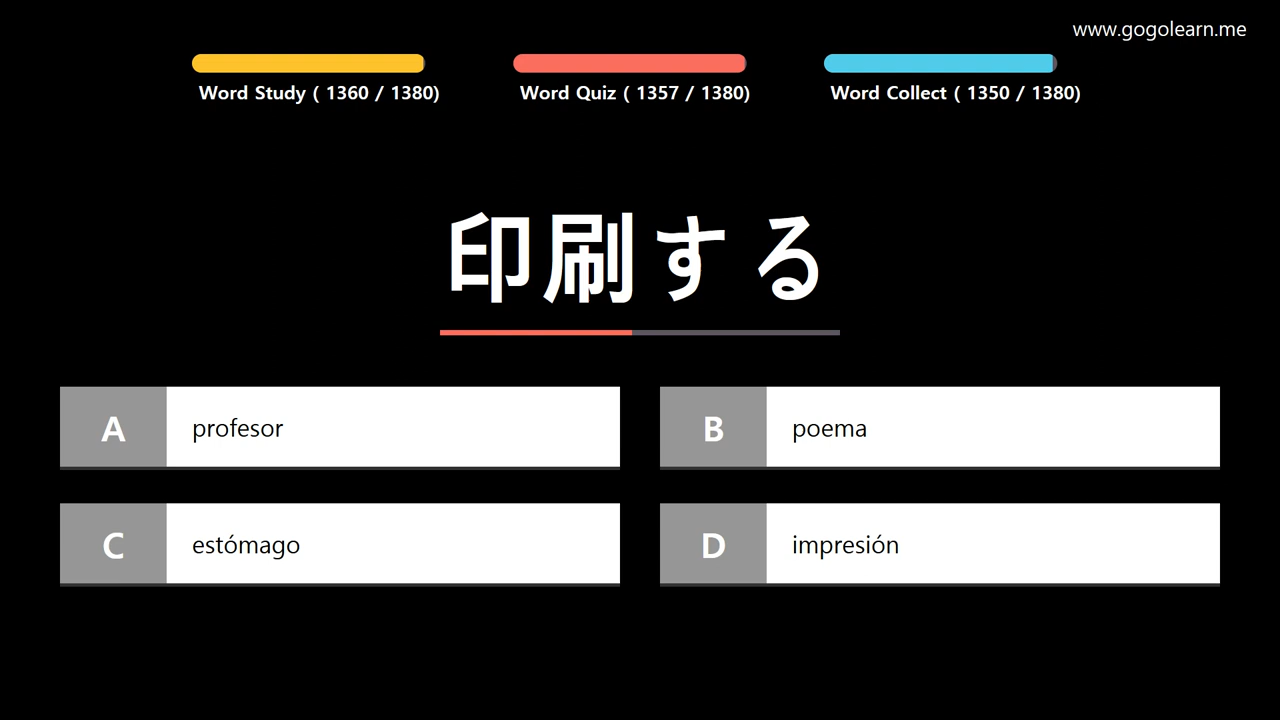 www.gogolearn.me
Word Study ( 1360 / 1380)
Word Quiz ( 1357 / 1380)
Word Collect ( 1350 / 1380)
印刷する
A profesor
B poema
C estómago
D impresión